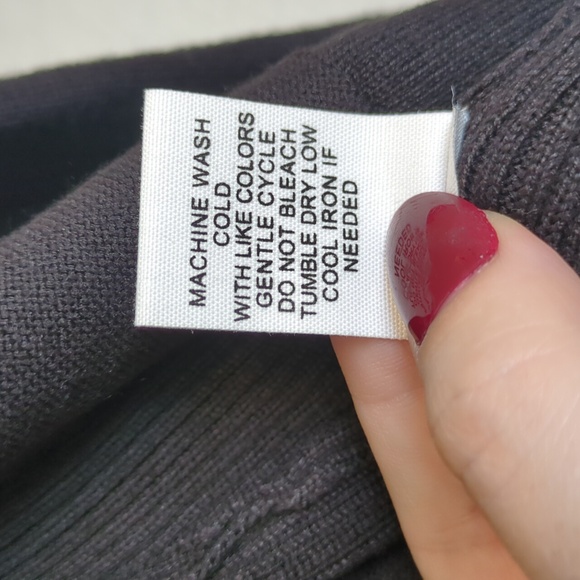 MACHINE WASH
COLD
WITH LIKE COLORS
GENTLE CYCLE
DO NOT BLEACH
TUMBLE DRY LOW
COOL IRON IF
NEEDED